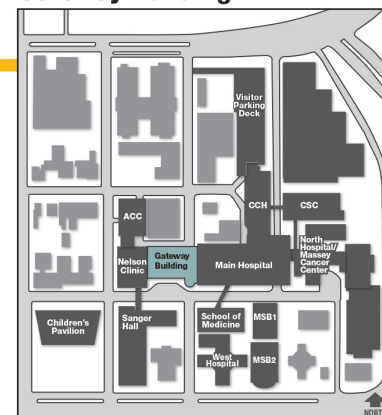 Visitor
Parking
Deck
ACC
CCH
CSC
Nelson
Clinic
Gateway
Building
Main Hospital
North
Hospital/
Massey
Cancer
Center
Children's
Pavilion
Sanger
Hall
School of
Medicine
MSB1
West
Hospital
MSB2
NORTH